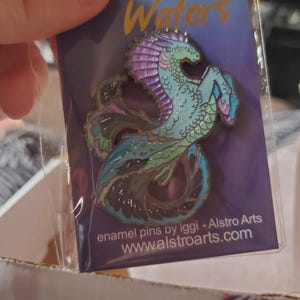 Waters
enamel pins by iggi - Alstro Arts
www.alstroarts.com